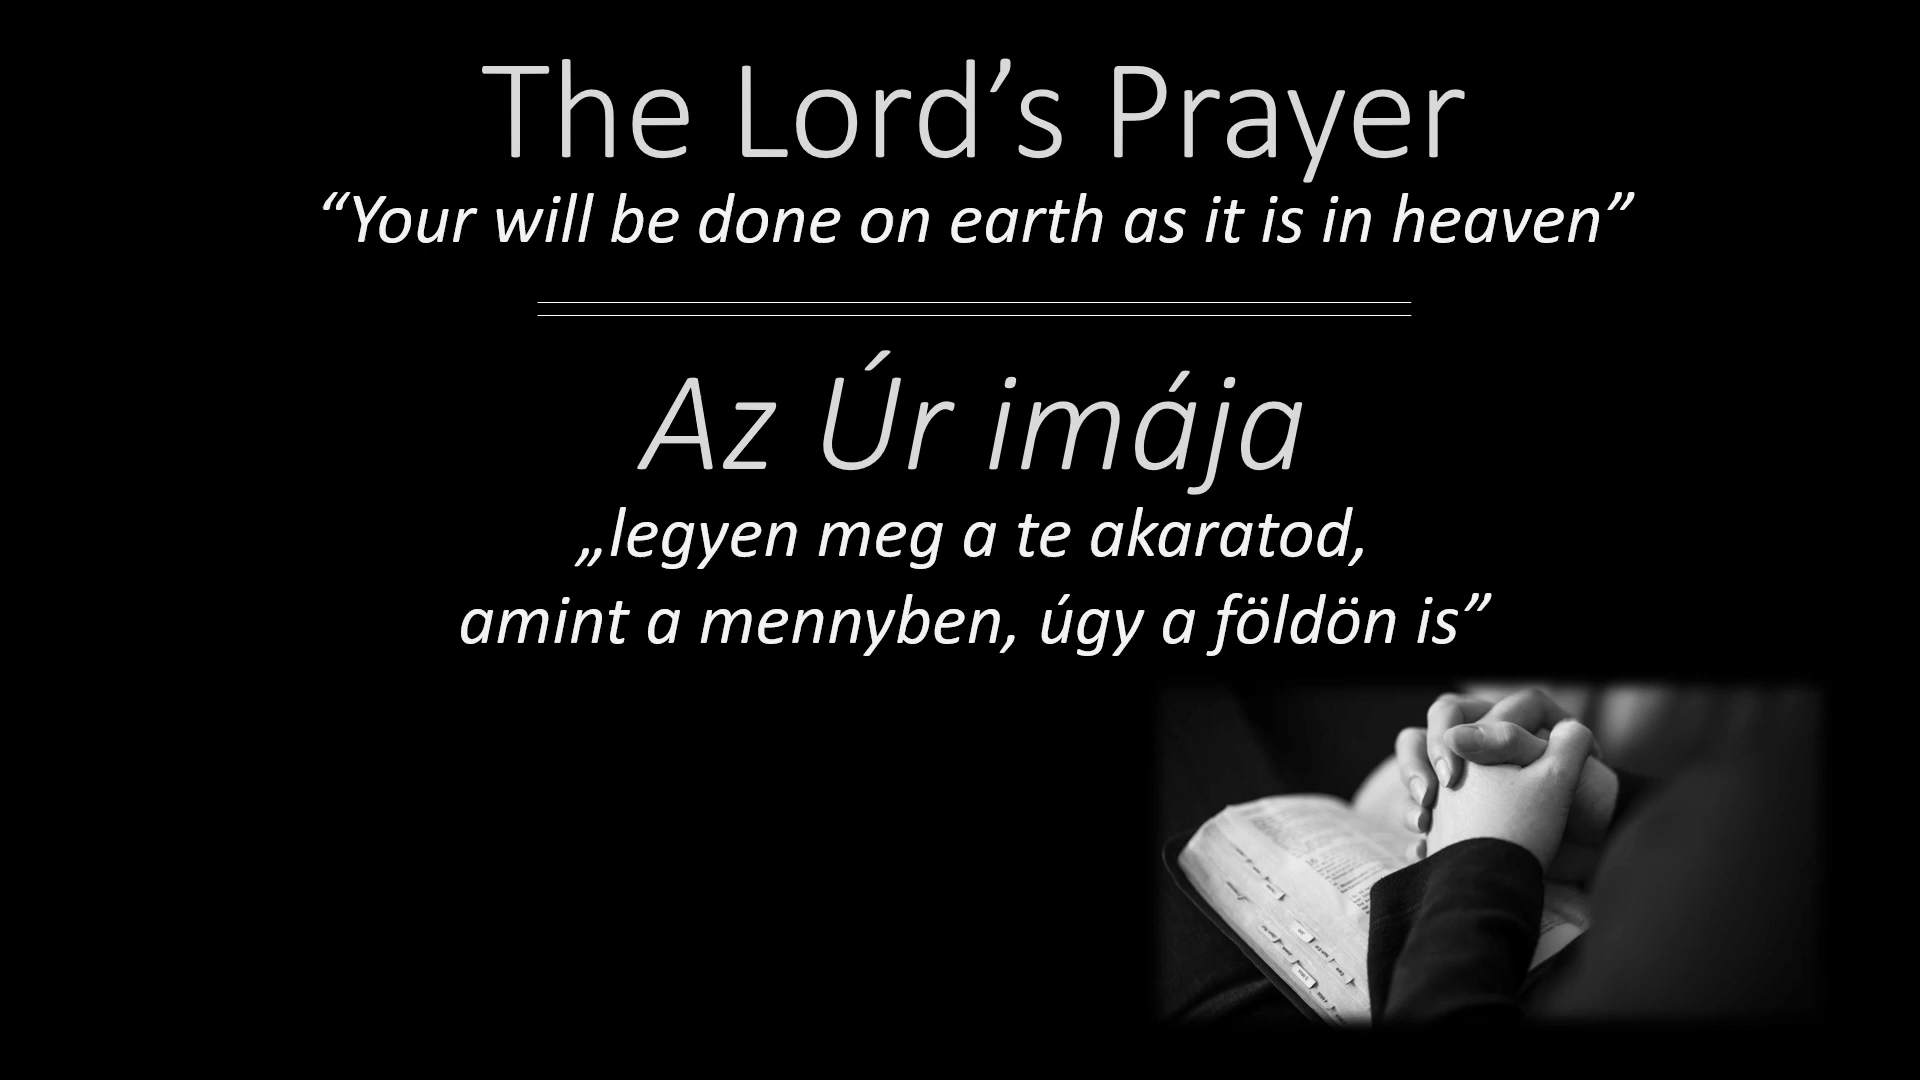 The Lord’s Prayer
“Your will be done on earth as it is in heaven”
Az Úr imája
„legyen meg a te akaratod,
amint a mennyben, úgy a földön is”